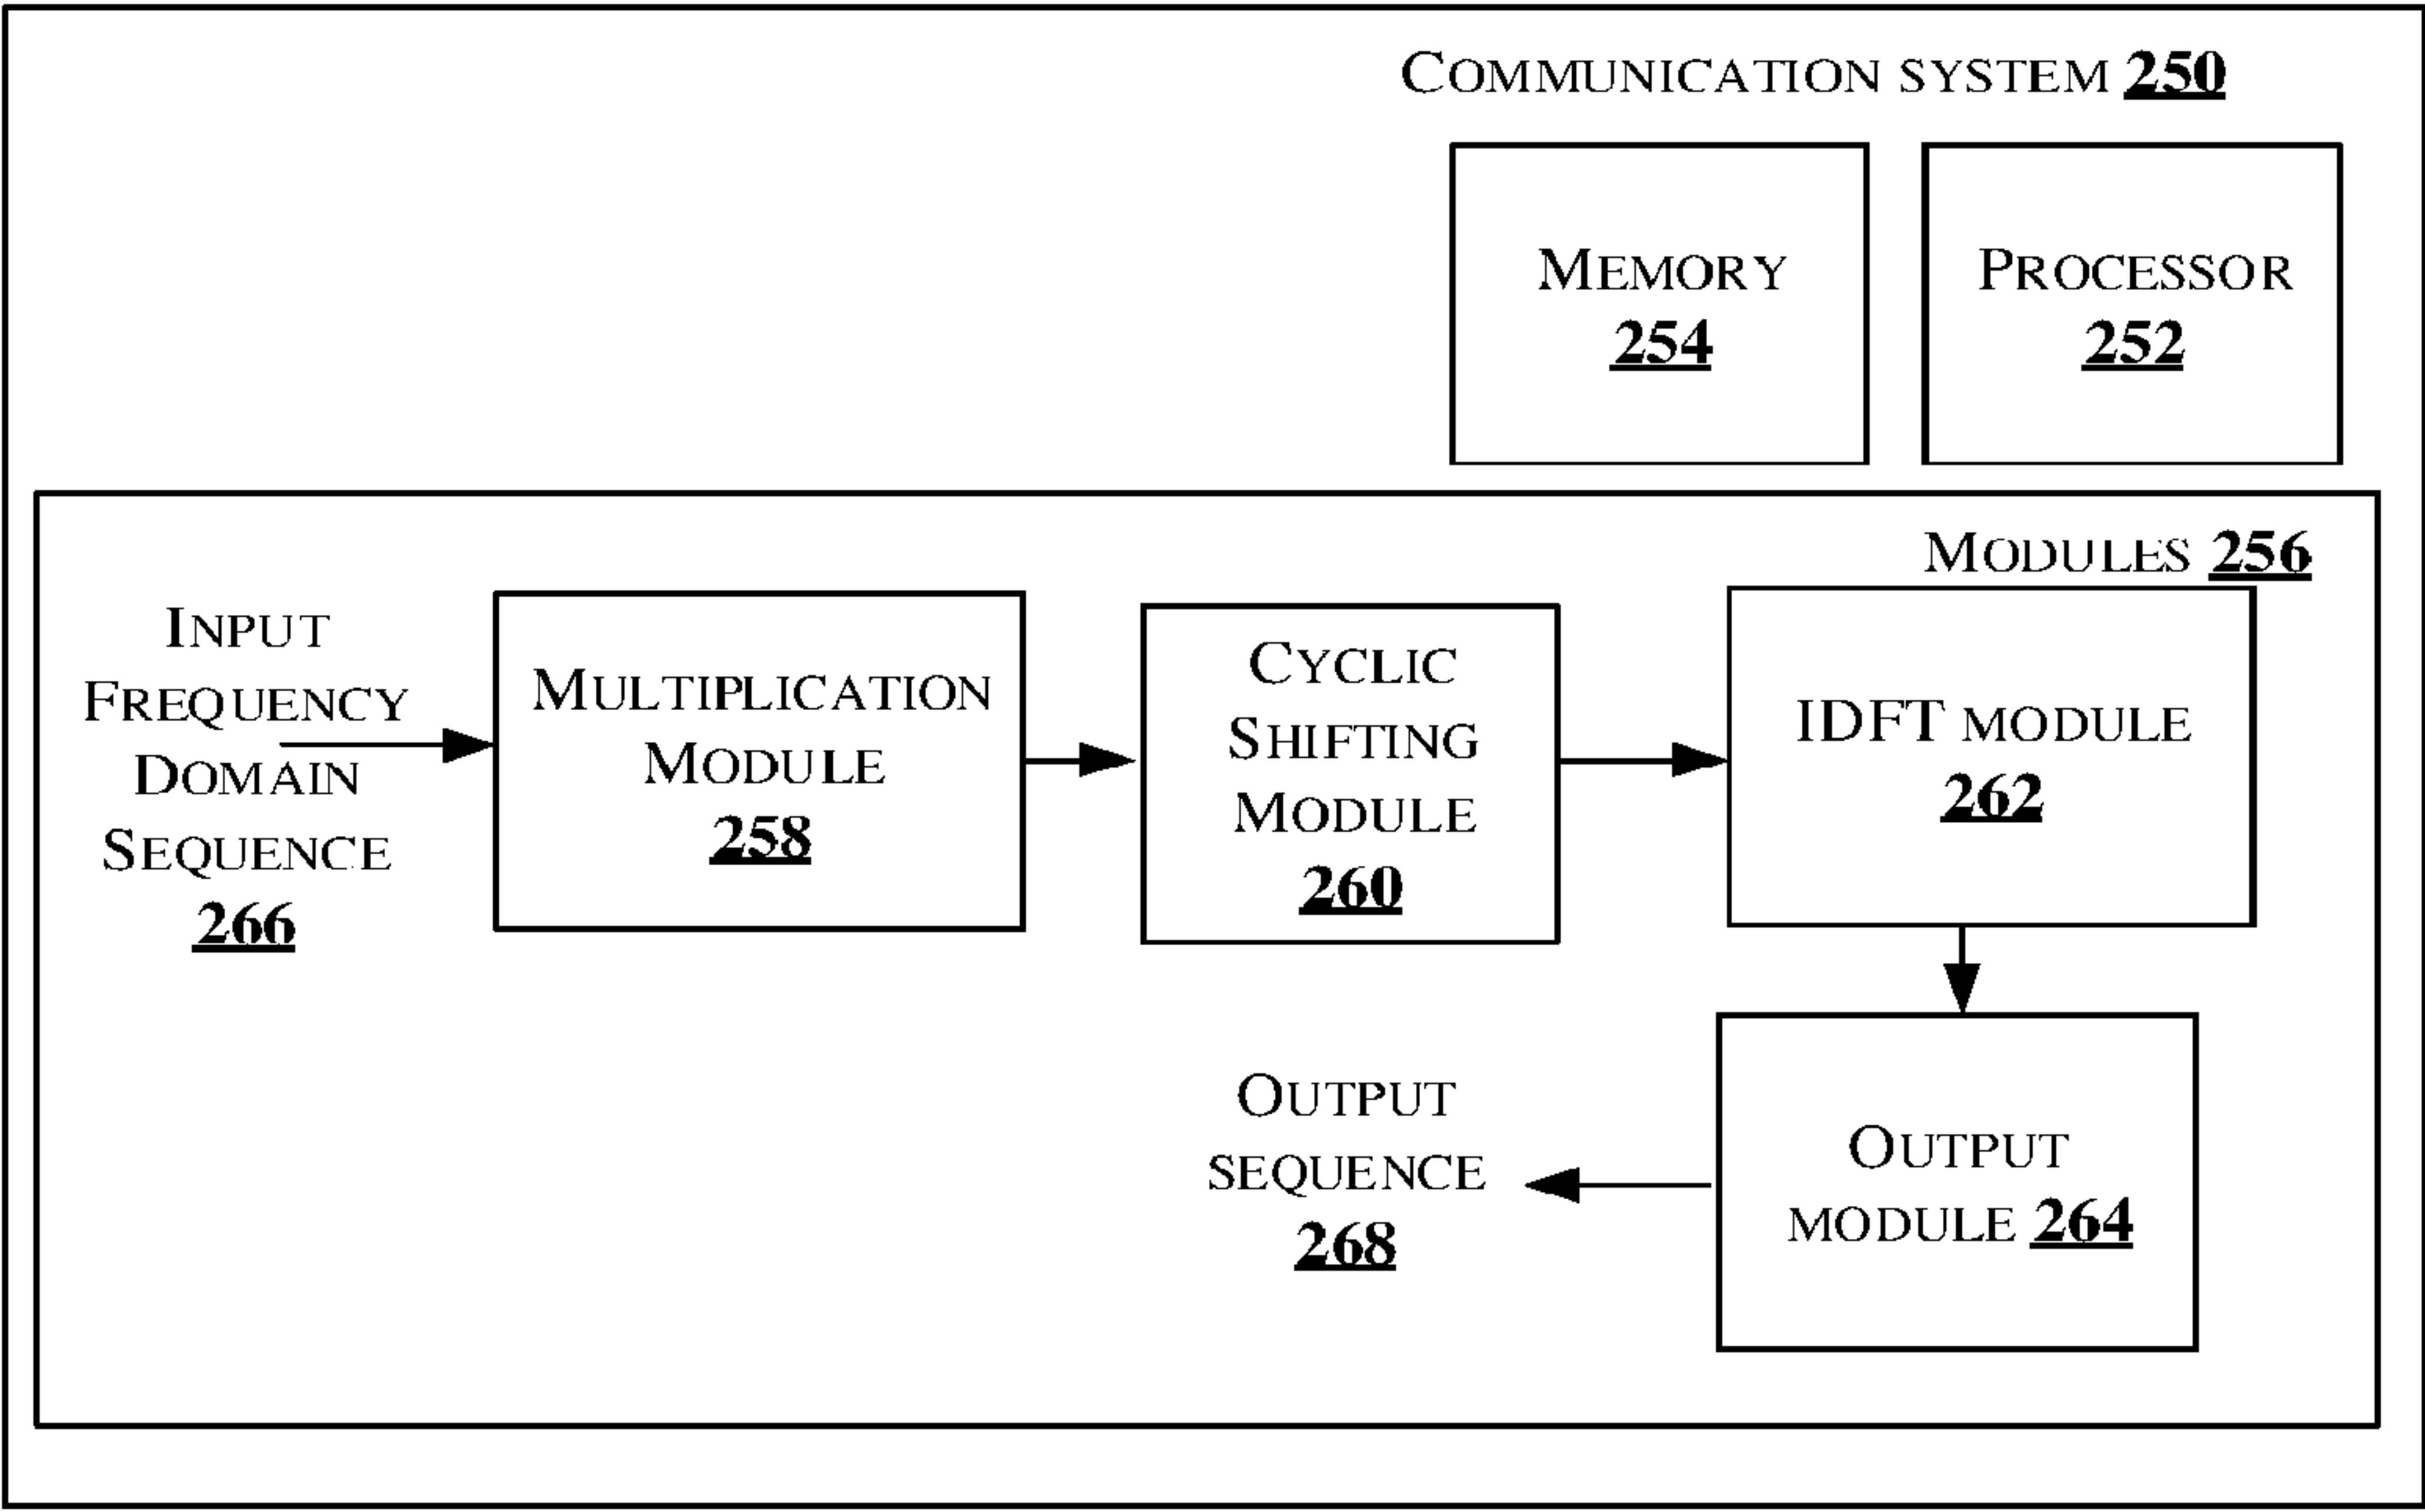 COMMUNICATION SYSTEM 250
MEMORY
254
PROCESSOR
252
MODULES 256
INPUT
FREQUENCY
DOMAIN
SEQUENCE
266
MULTIPLICATION
MODULE
258
CYCLIC
SHIFTING
MODULE
260
IDFT MODULE
262
OUTPUT
MODULE 264
OUTPUT
SEQUENCE
268